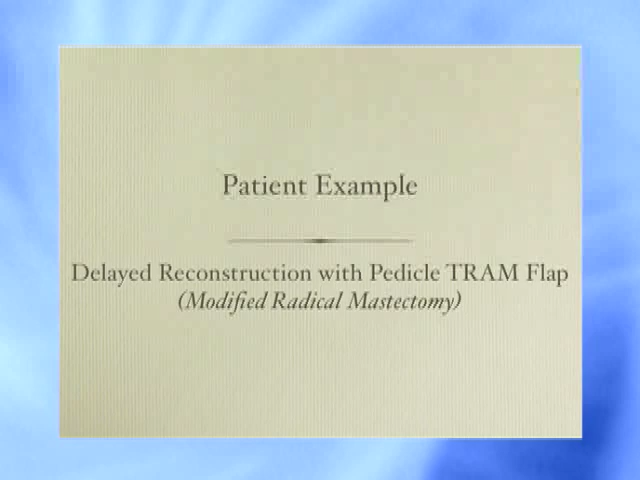 Patient Example
Delayed Reconstruction with Pedicle TRAM Flap
(Modified Radical Mastectomy)